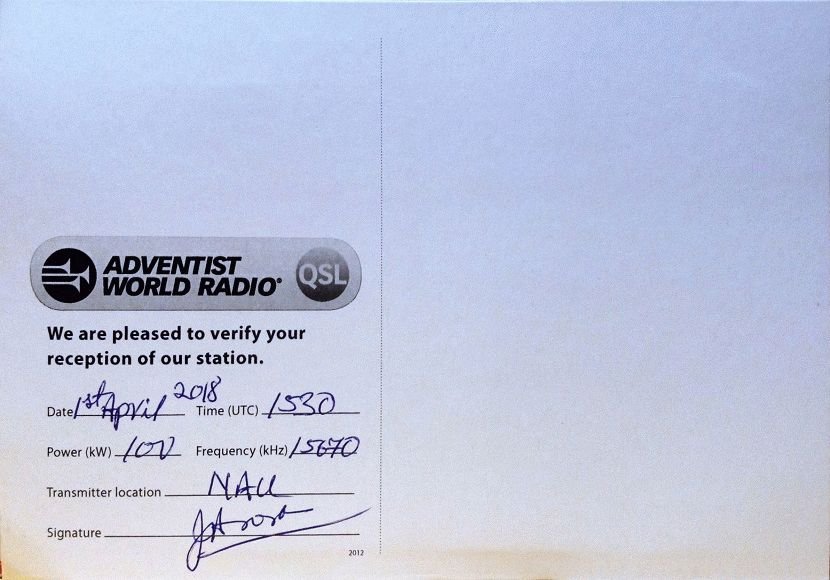 ADVENTIST
WORLD RADIO
QSL
We are pleased to verify your
reception of our station.
Date 1st April 2018 Time (UTC) 1530
Power (kW) 100 Frequency (kHz) 15670
Transmitter location NAU
Signature
2012